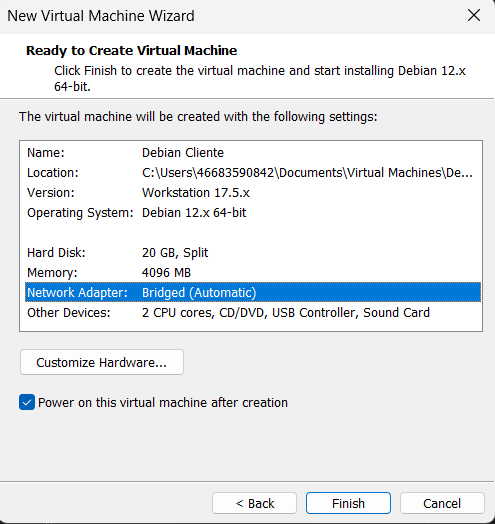 New Virtual Machine Wizard
Ready to Create Virtual Machine
Click Finish to create the virtual machine and start installing Debian 12.x
64-bit.
The virtual machine will be created with the following settings:
Name: Debian Cliente
Location: C:\Users\46683590842\Documents\Virtual Machines\De...
Version: Workstation 17.5.x
Operating System: Debian 12.x 64-bit
Hard Disk: 20 GB, Split
Memory: 4096 MB
Network Adapter: Bridged (Automatic)
Other Devices: 2 CPU cores, CD/DVD, USB Controller, Sound Card
Customize Hardware...
Power on this virtual machine after creation
< Back Finish Cancel